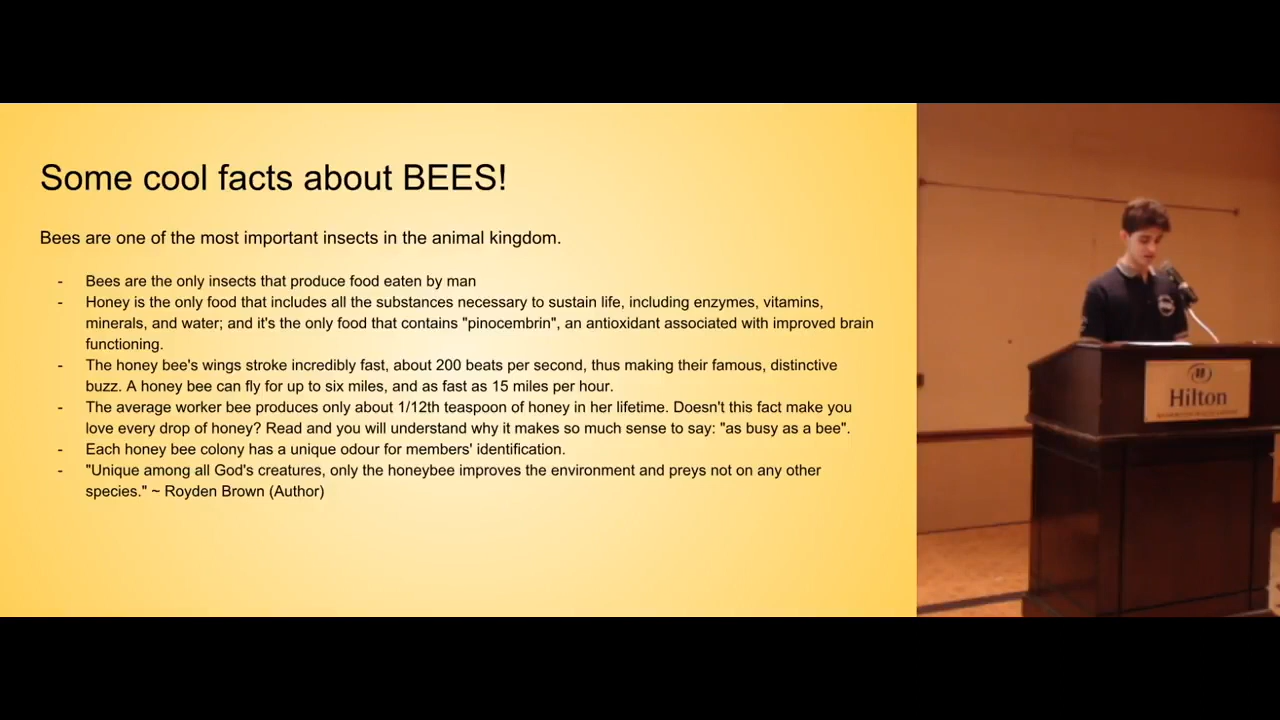 Some cool facts about BEES!
Bees are one of the most important insects in the animal kingdom.
- Bees are the only insects that produce food eaten by man
- Honey is the only food that includes all the substances necessary to sustain life, including enzymes, vitamins,
minerals, and water; and it's the only food that contains "pinocembrin", an antioxidant associated with improved brain
functioning.
- The honey bee's wings stroke incredibly fast, about 200 beats per second, thus making their famous, distinctive
buzz. A honey bee can fly for up to six miles, and as fast as 15 miles per hour.
- The average worker bee produces only about 1/12th teaspoon of honey in her lifetime. Doesn't this fact make you
love every drop of honey? Read and you will understand why it makes so much sense to say: "as busy as a bee".
- Each honey bee colony has a unique odour for members' identification.
- "Unique among all God's creatures, only the honeybee improves the environment and preys not on any other
species." ~ Royden Brown (Author)
Hilton